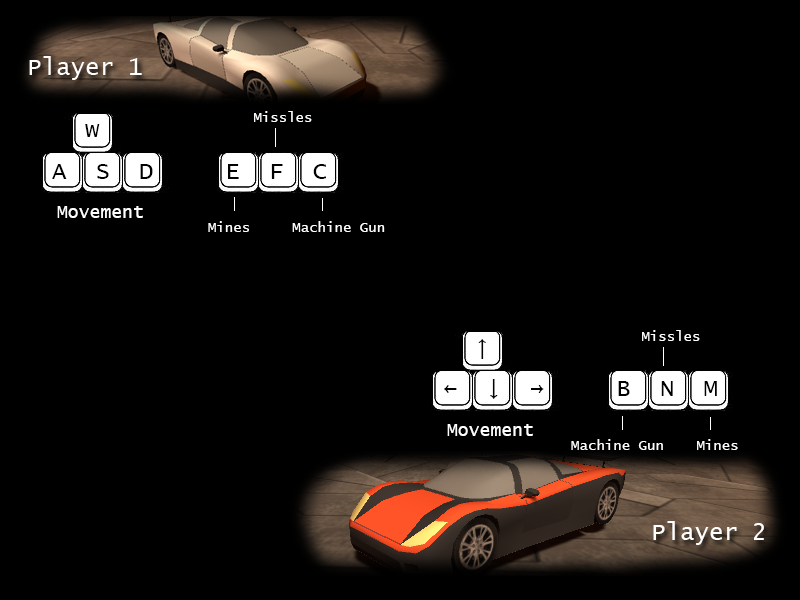 Player 1
Missles
W
A S D
E F C
Movement
Mines
Machine Gun
Missles
↑
← ↓ →
B N M
Movement
Machine Gun
Mines
Player 2